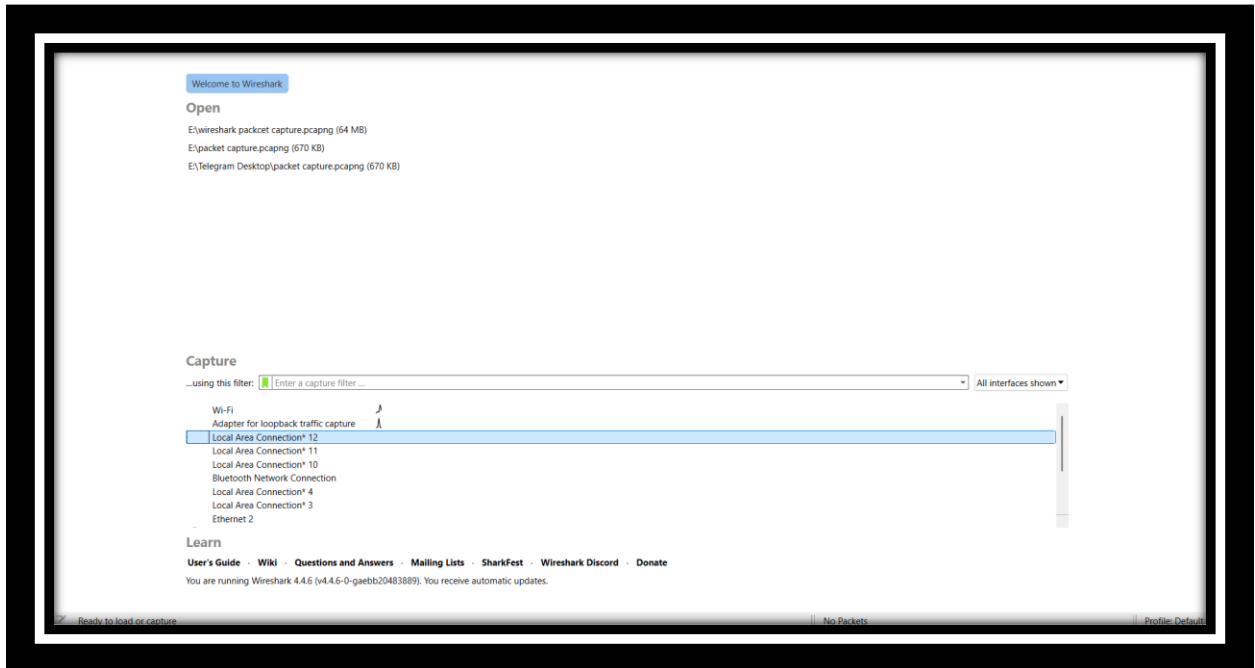 Welcome to Wireshark
Open
E:\wireshark packcet capture.pcapng (64 MB)
E:\packet capture.pcapng (670 KB)
E:\Telegram Desktop\packet capture.pcapng (670 KB)
Capture
...using this filter: Enter a capture filter ... All interfaces shown
Wi-Fi
Adapter for loopback traffic capture
Local Area Connection* 12
Local Area Connection* 11
Local Area Connection* 10
Bluetooth Network Connection
Local Area Connection* 4
Local Area Connection* 3
Ethernet 2
Learn
User's Guide · Wiki · Questions and Answers · Mailing Lists · SharkFest · Wireshark Discord · Donate
You are running Wireshark 4.4.6 (v4.4.6-0-gaebb20483889). You receive automatic updates.
Ready to load or capture No Packets Profile: Default